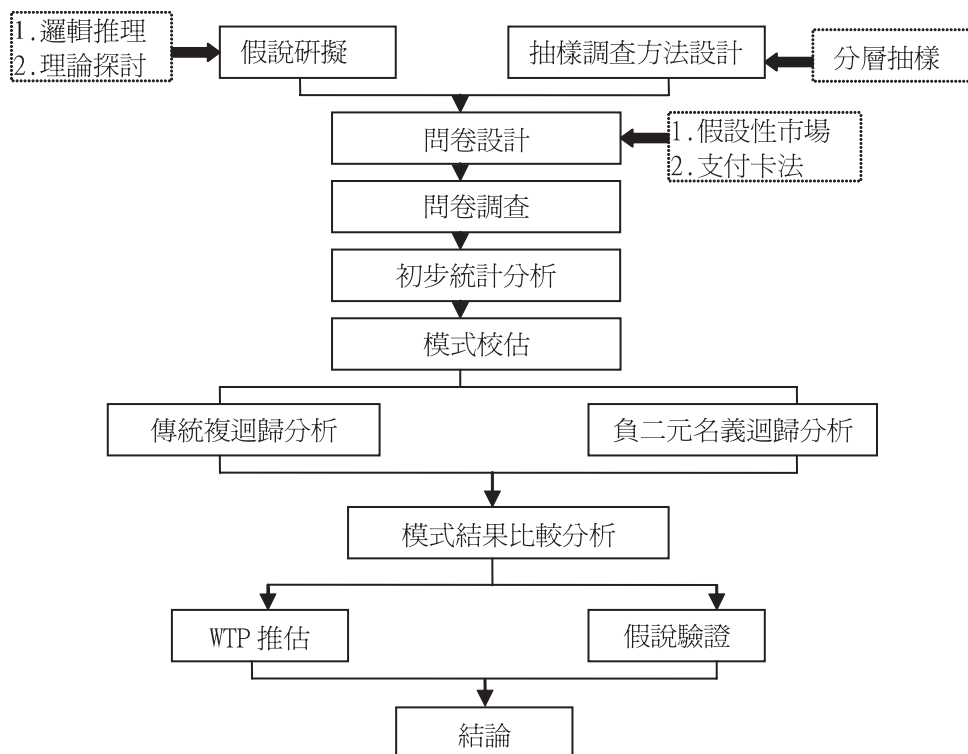 1.邏輯推理
2.理論探討
假說研擬
抽樣調查方法設計
分層抽樣
問卷設計
1.假設性市場
2.支付卡法
問卷調查
初步統計分析
模式校估
傳統複迴歸分析
負二元名義迴歸分析
模式結果比較分析
WTP 推估
假說驗證
結論